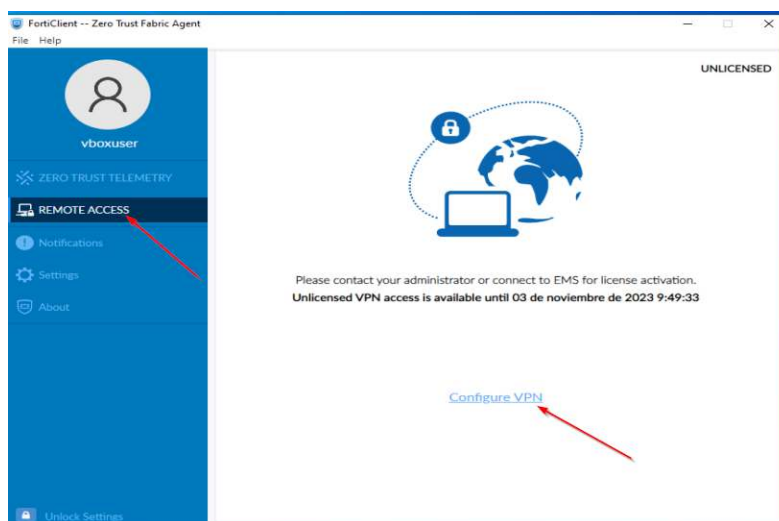 FortiClient -- Zero Trust Fabric Agent
File Help
UNLICENSED
vboxuser
ZERO TRUST TELEMETRY
REMOTE ACCESS
Notifications
Settings
About
Please contact your administrator or connect to EMS for license activation.
Unlicensed VPN access is available until 03 de noviembre de 2023 9:49:33
Configure VPN
Unlock Settings